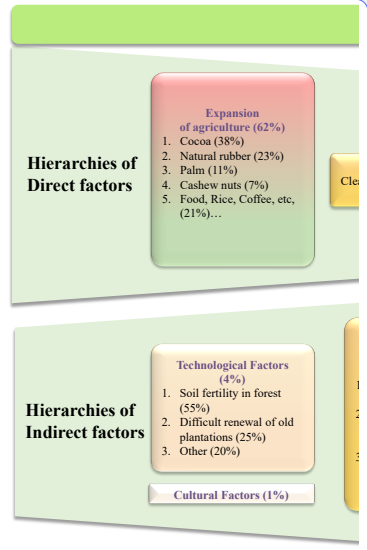 Expansion
of agriculture (62%)
1. Cocoa (38%)
2. Natural rubber (23%)
3. Palm (11%)
4. Cashew nuts (7%)
5. Food, Rice, Coffee, etc,
(21%)…
Hierarchies of
Direct factors
Technological Factors
(4%)
1. Soil fertility in forest
(55%)
2. Difficult renewal of old
plantations (25%)
3. Other (20%)
Hierarchies of
Indirect factors
Cultural Factors (1%)